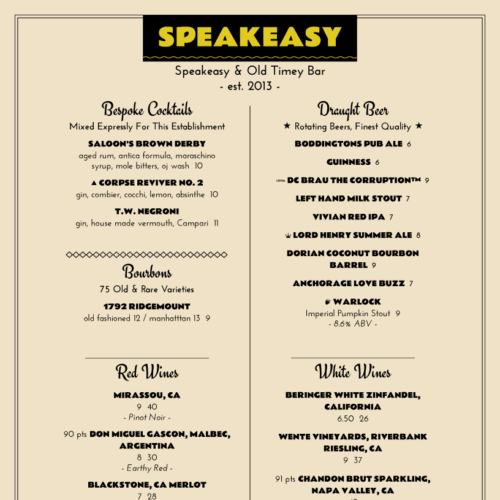 SPEAKEASY
Speakeasy & Old Timey Bar
- est. 2013 -
Bespoke Cocktails
Mixed Expressly For This Establishment
SALOON'S BROWN DERBY
aged rum, antica formula, maraschino
syrup, mole bitters, oj wash 10
CORPSE REVIVER NO. 2
gin, combier, cocchi, lemon, absinthe 10
T.W. NEGRONI
gin, house made vermouth, Campari 11
Bourbons
75 Old & Rare Varieties
1792 RIDGEMOUNT
old fashioned 12 / manhatttan 13 9
Red Wines
MIRASSOU, CA
9 40
- Pinot Noir -
90 pts DON MIGUEL GASCON, MALBEC,
ARGENTINA
8 30
- Earthy Red -
BLACKSTONE, CA MERLOT
7 28
Draught Beer
★ Rotating Beers, Finest Quality ★
BODDINGTONS PUB ALE 6
GUINNESS 6
DC BRAU THE CORRUPTION™ 9
LEFT HAND MILK STOUT 7
VIVIAN RED IPA 7
LORD HENRY SUMMER ALE 8
DORIAN COCONUT BOURBON
BARREL 9
ANCHORAGE LOVE BUZZ 7
WARLOCK
Imperial Pumpkin Stout 9
- 8.6% ABV -
White Wines
BERINGER WHITE ZINFANDEL,
CALIFORNIA
6.50 26
WENTE VINEYARDS, RIVERBANK
RIESLING, CA
9 37
91 pts CHANDON BRUT SPARKLING,
NAPA VALLEY, CA